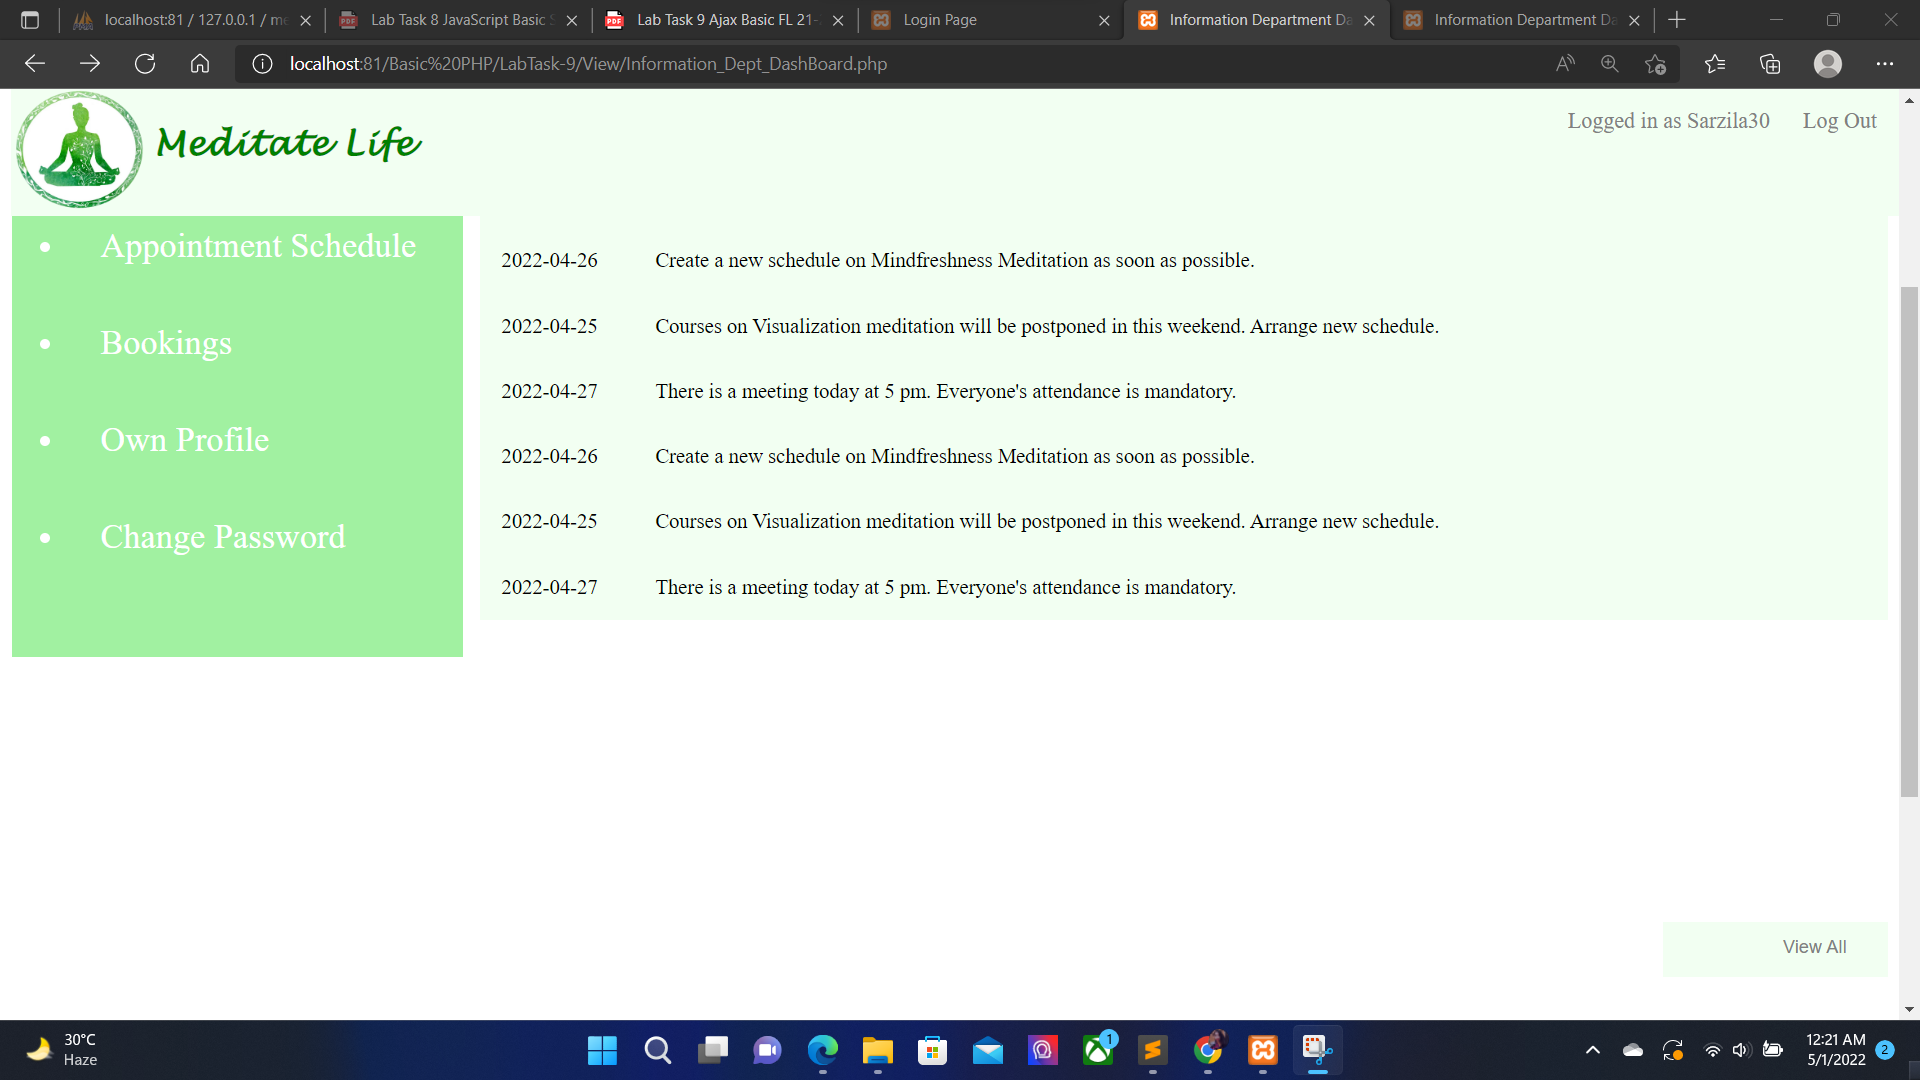 localhost:81 / 127.0.0.1 / me
Lab Task 8 JavaScript Basic S
Lab Task 9 Ajax Basic FL 21-
Login Page
Information Department Da
Information Department Da
localhost:81/Basic%20PHP/LabTask-9/View/Information_Dept_DashBoard.php
Meditate Life
Logged in as Sarzila30 Log Out
Appointment Schedule
Bookings
Own Profile
Change Password
2022-04-26 Create a new schedule on Mindfreshness Meditation as soon as possible.
2022-04-25 Courses on Visualization meditation will be postponed in this weekend. Arrange new schedule.
2022-04-27 There is a meeting today at 5 pm. Everyone's attendance is mandatory.
2022-04-26 Create a new schedule on Mindfreshness Meditation as soon as possible.
2022-04-25 Courses on Visualization meditation will be postponed in this weekend. Arrange new schedule.
2022-04-27 There is a meeting today at 5 pm. Everyone's attendance is mandatory.
View All
30°C
Haze
1
12:21 AM
5/1/2022
2